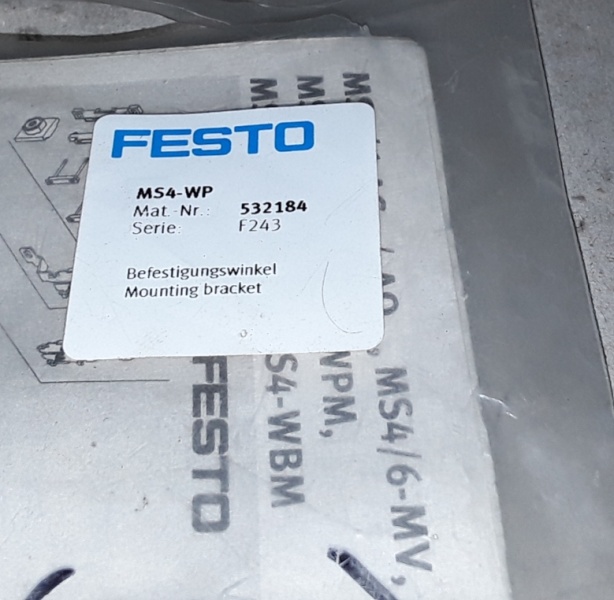 FESTO
MS4-WP
Mat.-Nr.: 532184
Serie: F243
Befestigungswinkel
Mounting bracket
FESTO
MS4/6-MV,
WPM,
S4-WBM